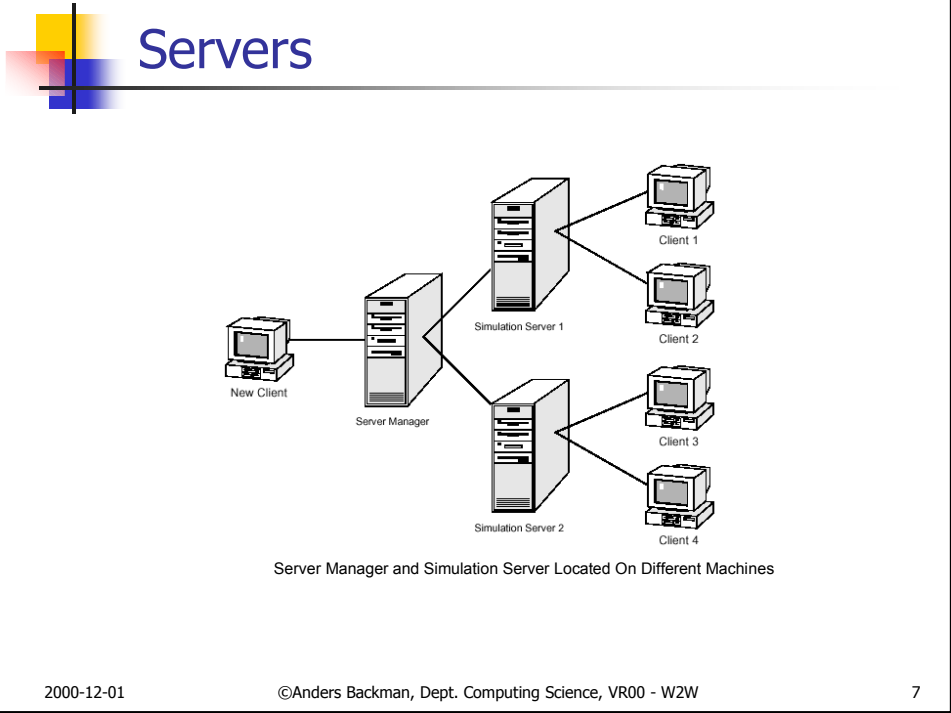 Servers
Client 1
Simulation Server 1
Client 2
New Client
Server Manager
Client 3
Simulation Server 2
Client 4
Server Manager and Simulation Server Located On Different Machines
2000-12-01 ©Anders Backman, Dept. Computing Science, VR00 - W2W 7